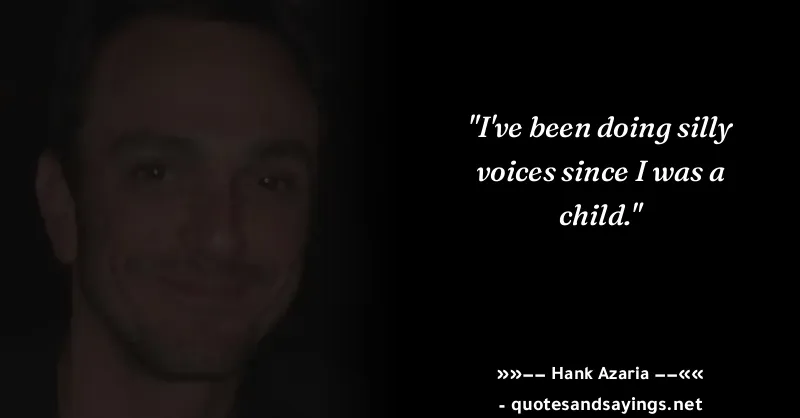 "I've been doing silly
voices since I was a
child."
»»−− Hank Azaria −−««
- quotesandsayings.net